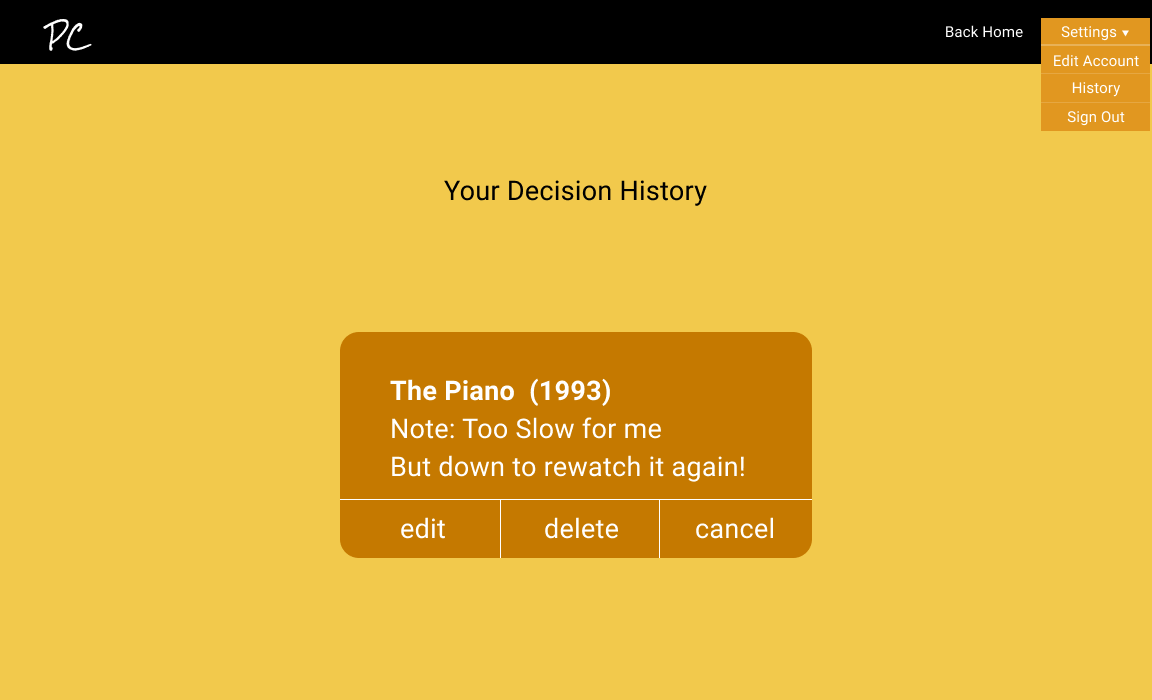 PC
Back Home
Settings ▼
Edit Account
History
Sign Out
Your Decision History
The Piano  (1993)
Note: Too Slow for me
But down to rewatch it again!
edit
delete
cancel